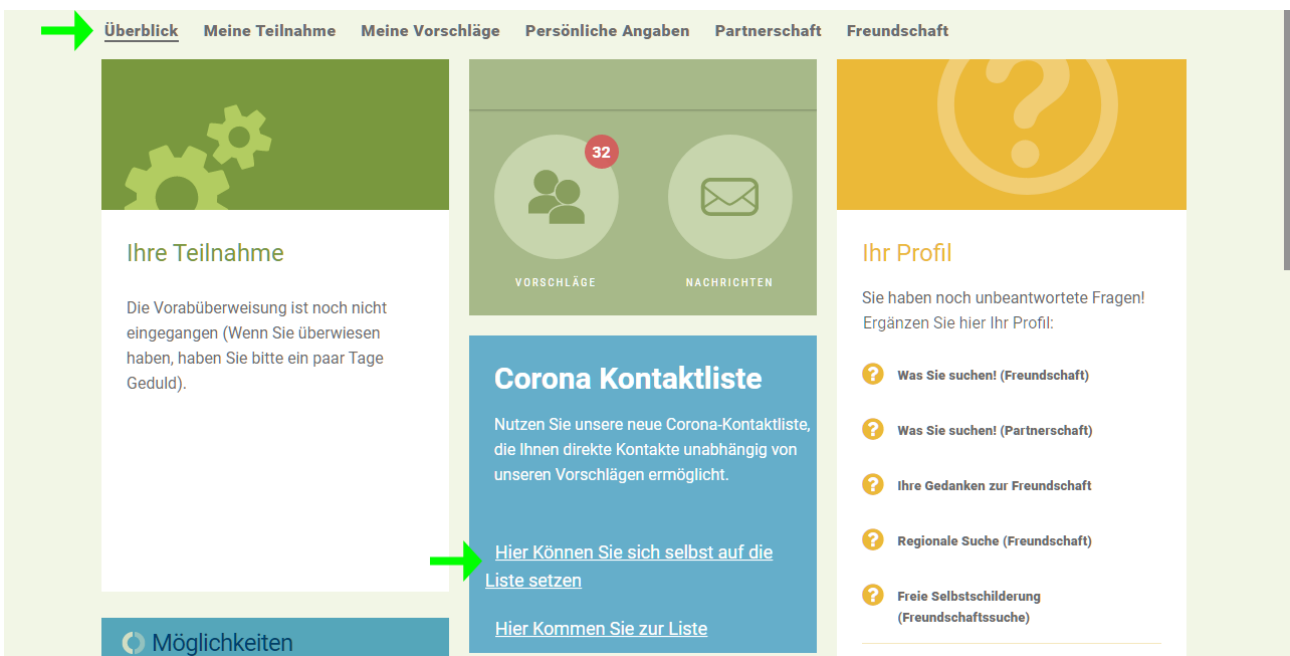 Überblick Meine Teilnahme Meine Vorschläge Persönliche Angaben Partnerschaft Freundschaft
Ihre Teilnahme
Die Vorabüberweisung ist noch nicht
eingegangen (Wenn Sie überwiesen
haben, haben Sie bitte ein paar Tage
Geduld).
Möglichkeiten
32
VORSCHLÄGE NACHRICHTEN
Corona Kontaktliste
Nutzen Sie unsere neue Corona-Kontaktliste,
die Ihnen direkte Kontakte unabhängig von
unseren Vorschlägen ermöglicht.
Hier Können Sie sich selbst auf die
Liste setzen
Hier Kommen Sie zur Liste
Ihr Profil
Sie haben noch unbeantwortete Fragen!
Ergänzen Sie hier Ihr Profil:
Was Sie suchen! (Freundschaft)
Was Sie suchen! (Partnerschaft)
Ihre Gedanken zur Freundschaft
Regionale Suche (Freundschaft)
Freie Selbstschilderung
(Freundschaftssuche)